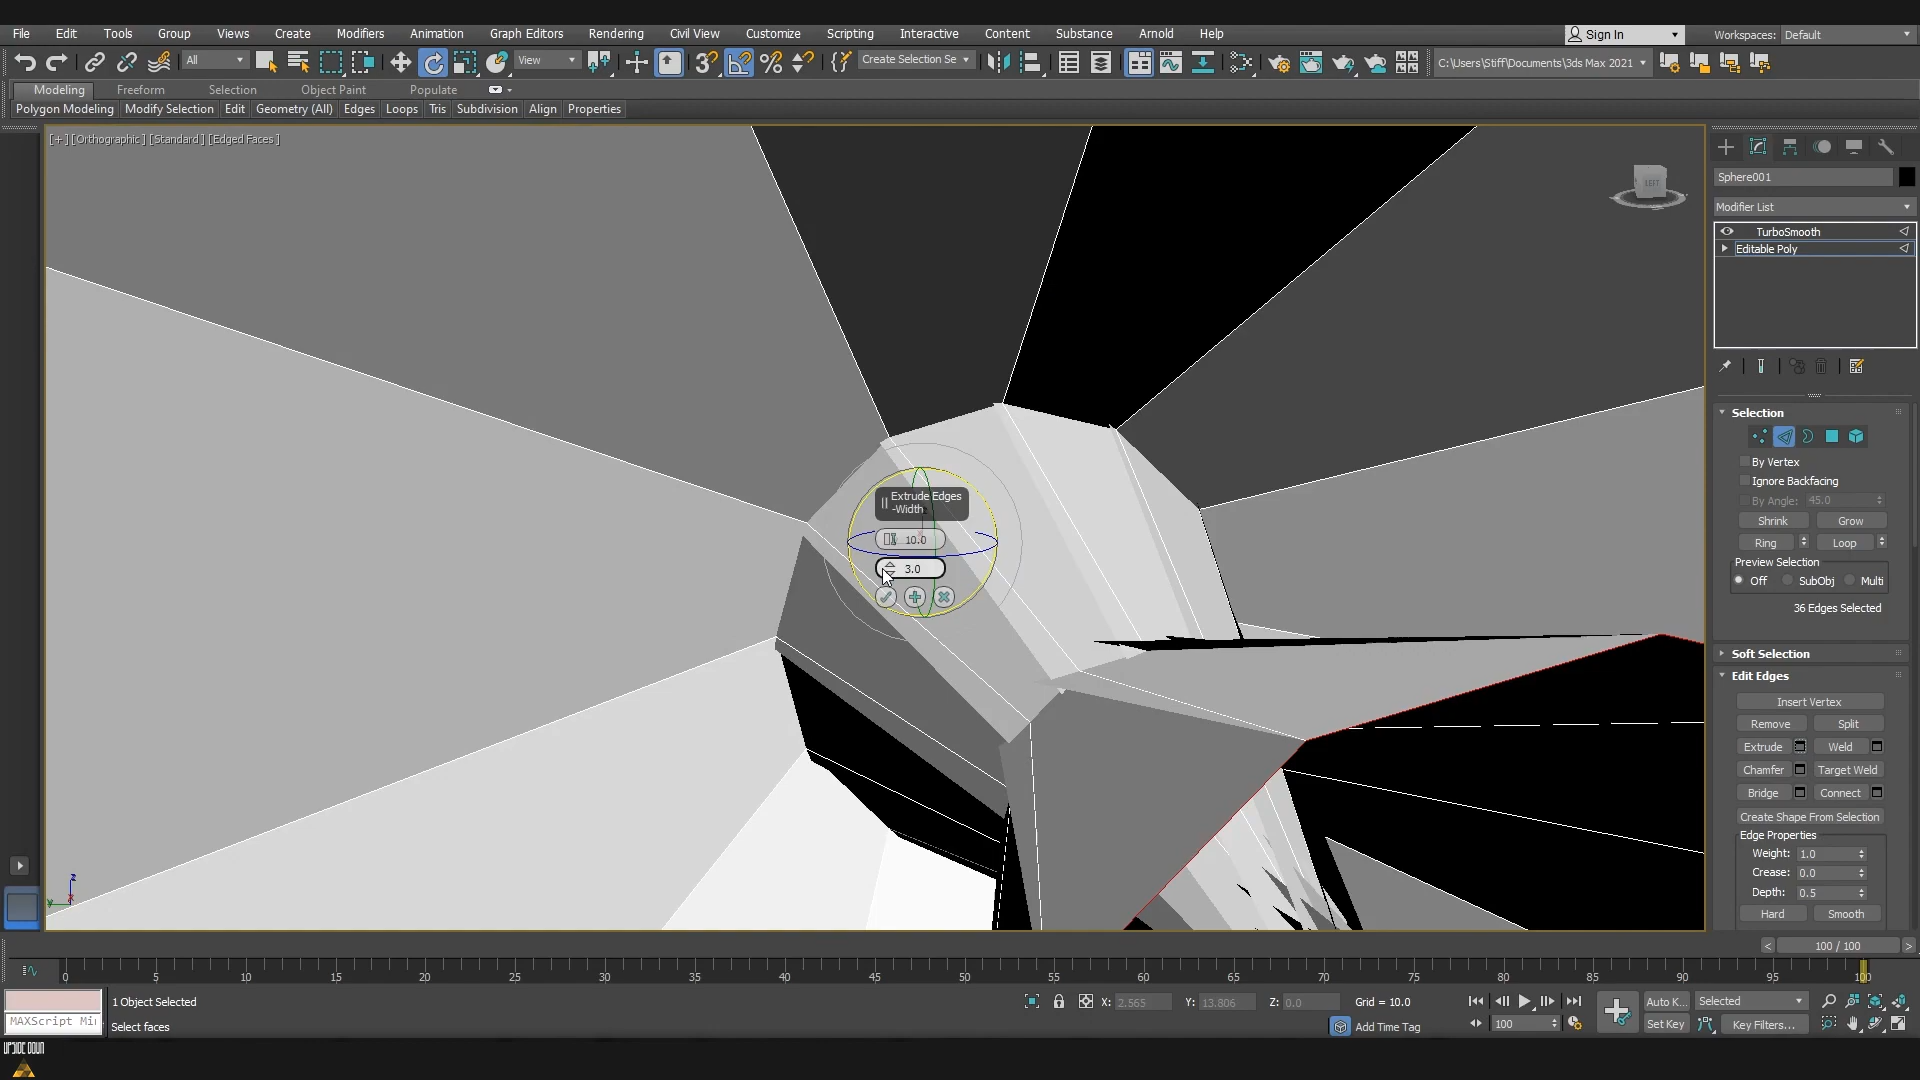 File Edit Tools Group Views Create Modifiers Animation Graph Editors Rendering Civil View Customize Scripting Interactive Content Substance Arnold Help Sign In Workspaces: Default
All View Create Selection Se C:\Users\Stiff\Documents\3ds Max 2021
Modeling Freeform Selection Object Paint Populate
Polygon Modeling Modify Selection Edit Geometry (All) Edges Loops Tris Subdivision Align Properties
[+] [Orthographic] [Standard] [Edged Faces]
LEFT
Extrude Edges
-Width
10.0
3.0
z
y
Sphere001
Modifier List
TurboSmooth
Editable Poly
Selection
By Vertex
Ignore Backfacing
By Angle: 45.0
Shrink Grow
Ring Loop
Preview Selection
Off SubObj Multi
36 Edges Selected
Soft Selection
Edit Edges
Insert Vertex
Remove Split
Extrude Weld
Chamfer Target Weld
Bridge Connect
Create Shape From Selection
Edge Properties
Weight: 1.0
Crease: 0.0
Depth: 0.5
Hard Smooth
< 100 / 100 >
0 5 10 15 20 25 30 35 40 45 50 55 60 65 70 75 80 85 90 95 100
1 Object Selected X: 2.565 Y: 13.806 Z: 0.0 Grid = 10.0 Auto K... Selected
MAXScript Mi Select faces Add Time Tag 100 Set Key Key Filters...
UPSIDE DOWN